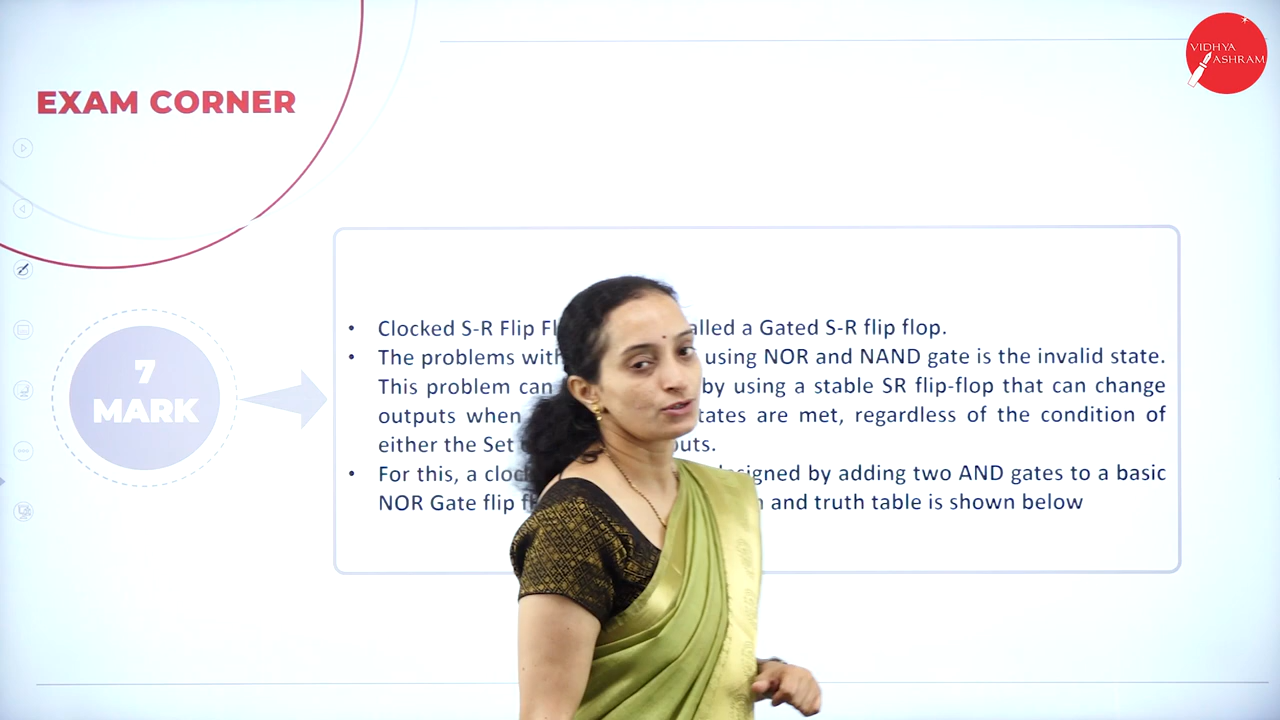 VIDHYA
ASHRAM
EXAM CORNER
7
MARK
• Clocked S-R Flip alled a Gated S-R flip flop.
• The problems using NOR and NAND gate is the invalid state.
This problem can by using a stable SR flip-flop that can change
outputs when tates are met, regardless of the condition of
either the Set outs.
• For this, a designed by adding two AND gates to a basic
NOR Gate flip and truth table is shown below